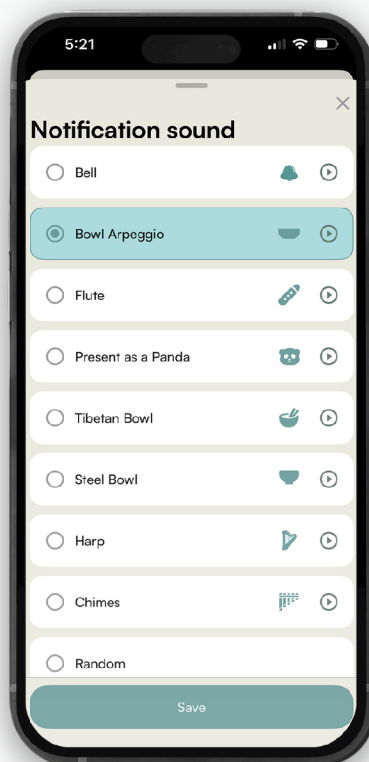 5:21
Notification sound
Bell
Bowl Arpeggio
Flute
Present as a Panda
Tibetan Bowl
Steel Bowl
Harp
Chimes
Random
Save